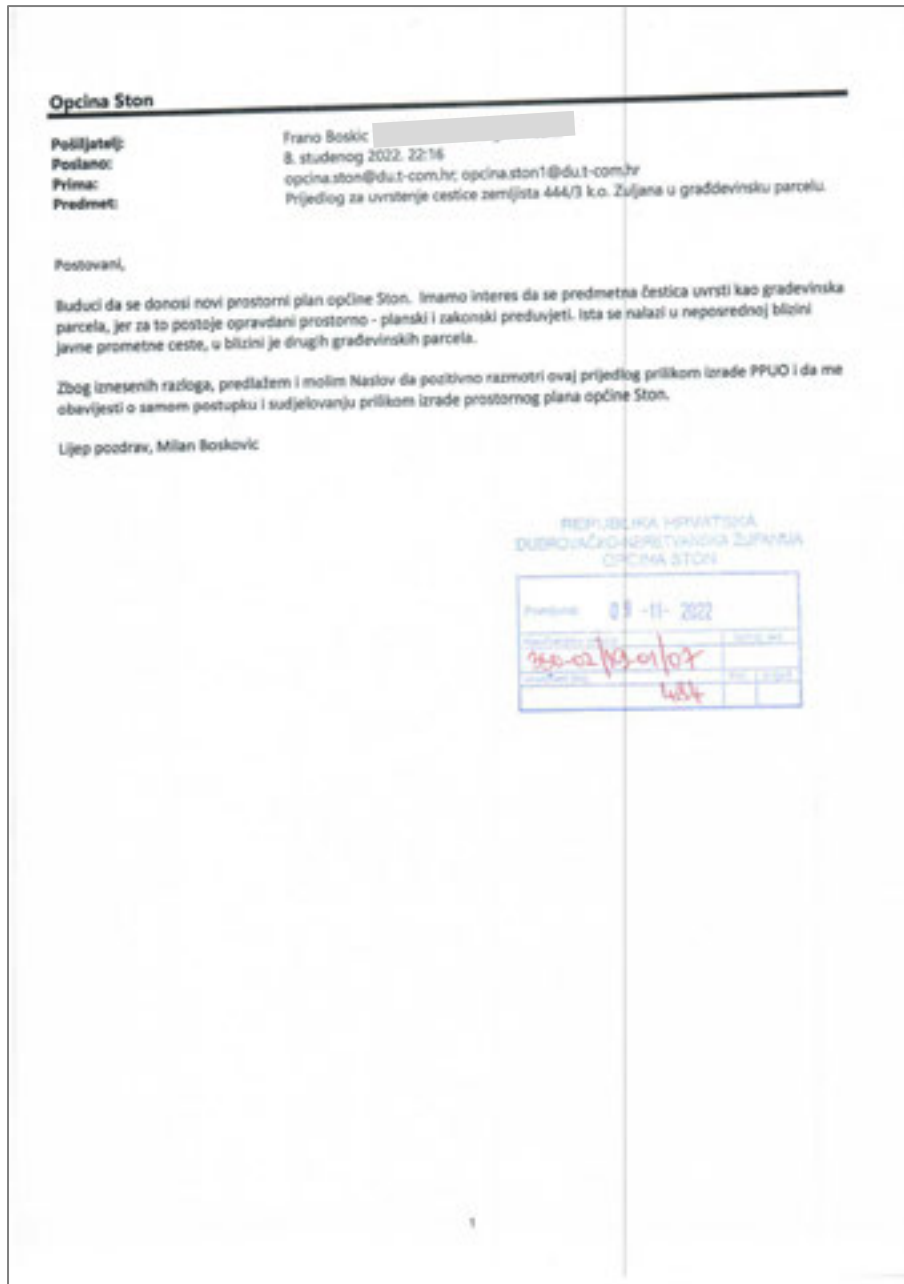 Opcina Ston
Pošiljatelj: Frano Boskic
Poslano: 8. studenog 2022. 22:16
Prima: opcina.ston@du.t-com.hr; opcina.ston1@du.t-com.hr
Predmet: Prijedlog za uvrstenje cestice zemljista 444/3 k.o. Zuljana u građdevinsku parcelu.
Postovani,
Buduci da se donosi novi prostorni plan općine Ston. Imamo interes da se predmetna čestica uvrsti kao građevinska
parcela, jer za to postoje opravdani prostorno - planski i zakonski preduvjeti. Ista se nalazi u neposrednoj blizini
javne prometne ceste, u blizini je drugih građevinskih parcela.
Zbog iznesenih razloga, predlažem i molim Naslov da pozitivno razmotri ovaj prijedlog prilikom izrade PPUO i da me
obavijesti o samom postupku i sudjelovanju prilikom izrade prostornog plana općine Ston.
Lijep pozdrav, Milan Boskovic
REPUBLIKA HRVATSKA
DUBROVAČKO-NERETVANSKA ŽUPANIJA
OPĆINA STON
09 -11- 2022
350-02/19-01/07
1